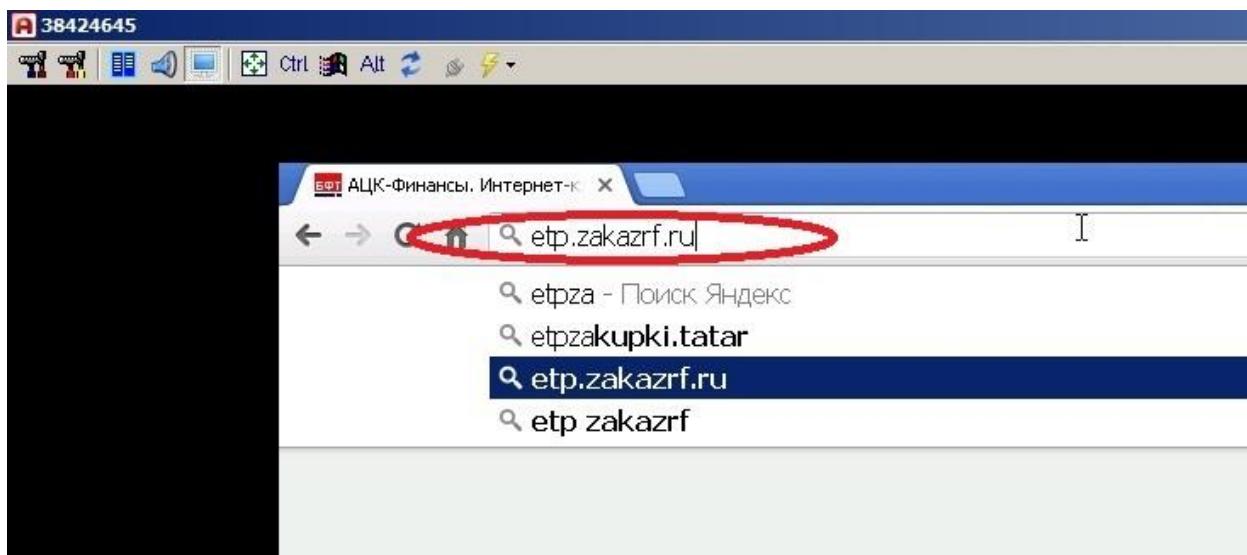 38424645
Ctrl Alt
БФТ АЦК-Финансы. Интернет-к
etp.zakazrf.ru
etpza - Поиск Яндекс
etpzakupki.tatar
etp.zakazrf.ru
etp zakazrf